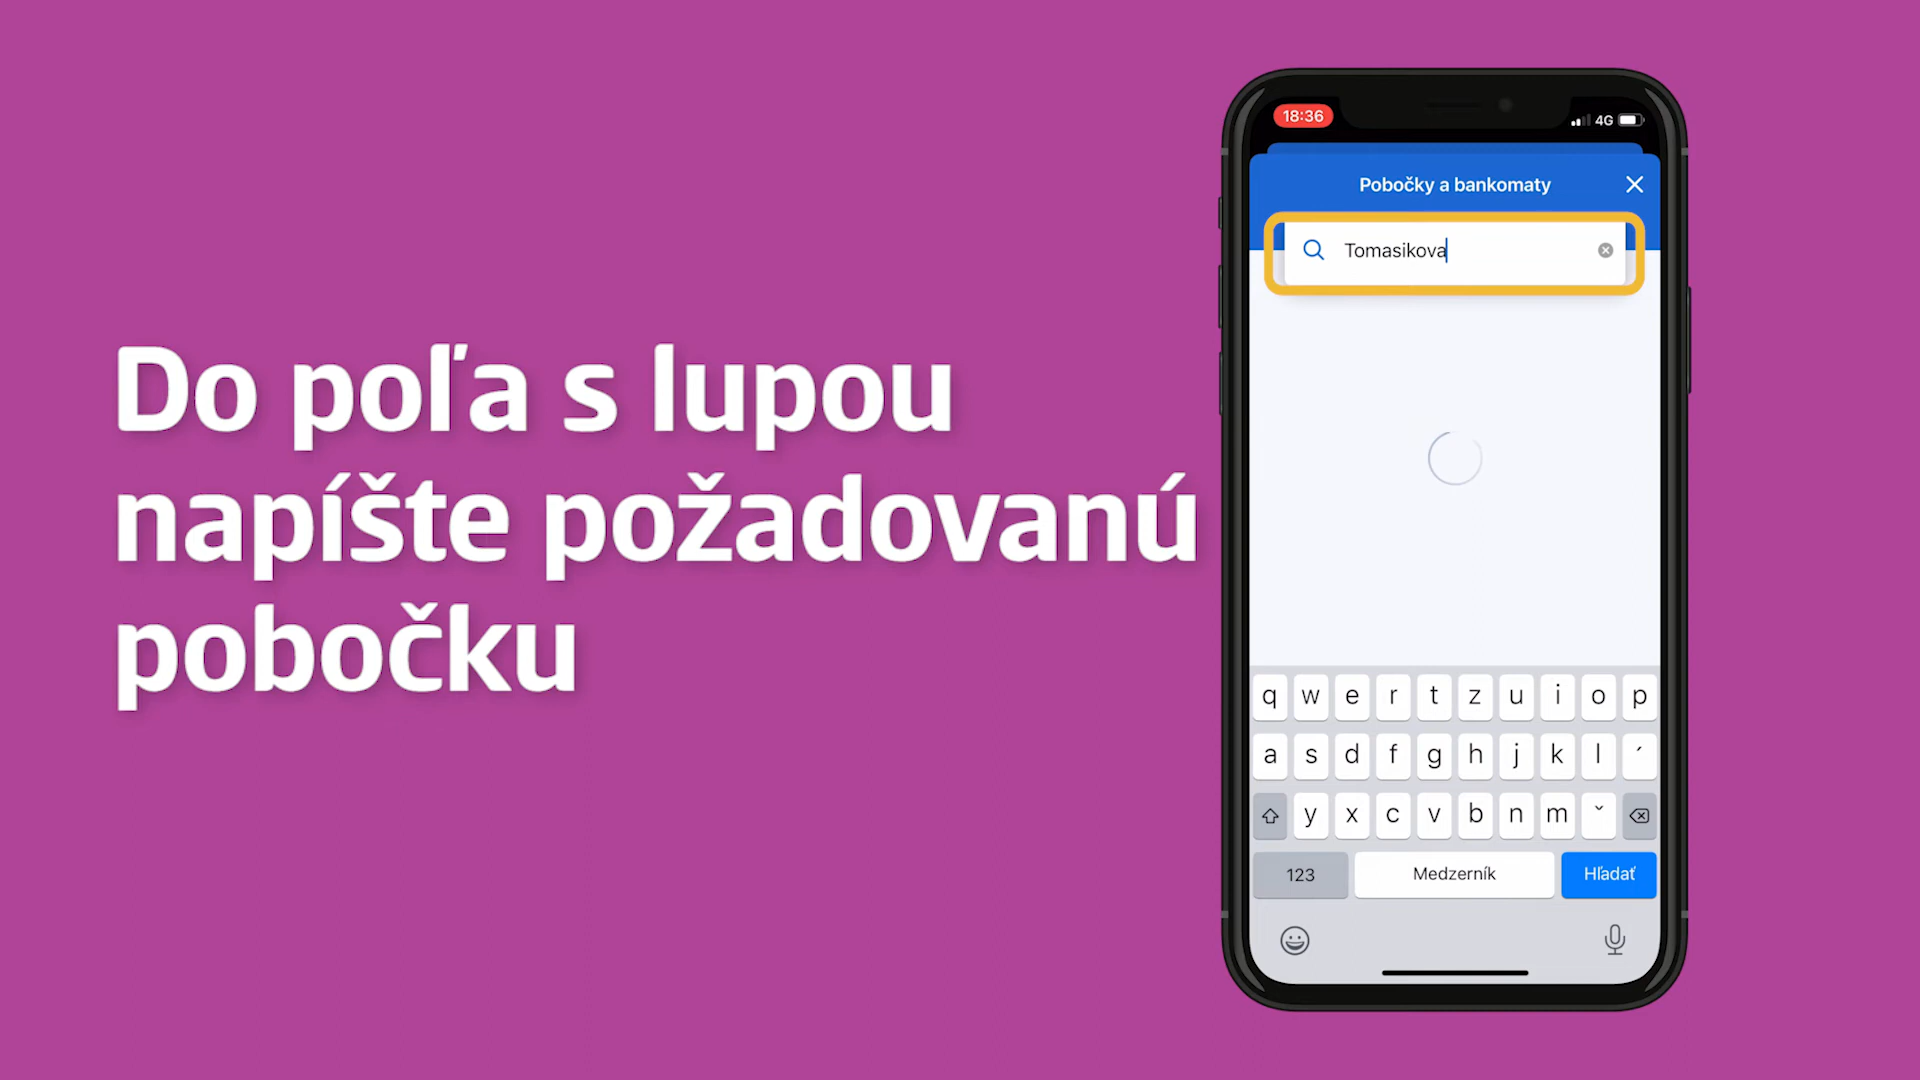 Do poľa s lupou
napíšte požadovanú
pobočku
18:36
4G
Pobočky a bankomaty
Tomasikova
q w e r t z u i o p
a s d f g h j k l ´
y x c v b n m ˇ
123 Medzerník Hľadať